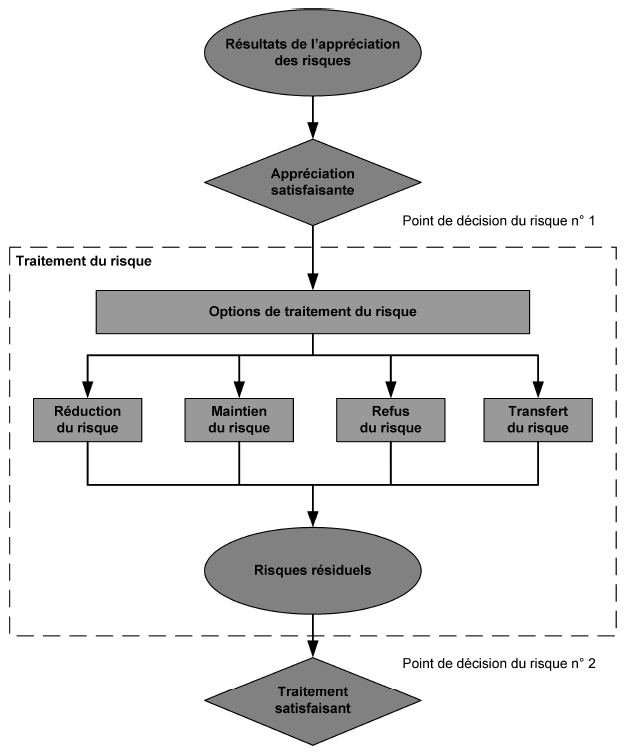 Résultats de l'appréciation
des risques
Appréciation
satisfaisante
Point de décision du risque n° 1
Traitement du risque
Options de traitement du risque
Réduction
du risque
Maintien
du risque
Refus
du risque
Transfert
du risque
Risques résiduels
Point de décision du risque n° 2
Traitement
satisfaisant